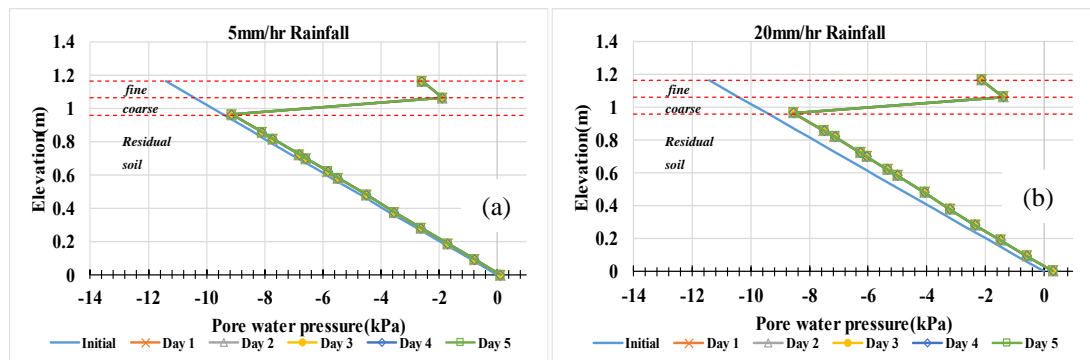 5mm/hr Rainfall
1.4
1.2
1
0.8
0.6
0.4
0.2
0
Elevation(m)
fine
coarse
Residual
soil
(a)
-14 -12 -10 -8 -6 -4 -2 0
Pore water pressure(kPa)
Initial Day 1 Day 2 Day 3 Day 4 Day 5
20mm/hr Rainfall
1.4
1.2
1
0.8
0.6
0.4
0.2
0
Elevation(m)
fine
coarse
Residual
soil
(b)
-14 -12 -10 -8 -6 -4 -2 0
Pore water pressure(kPa)
Initial Day 1 Day 2 Day 3 Day 4 Day 5